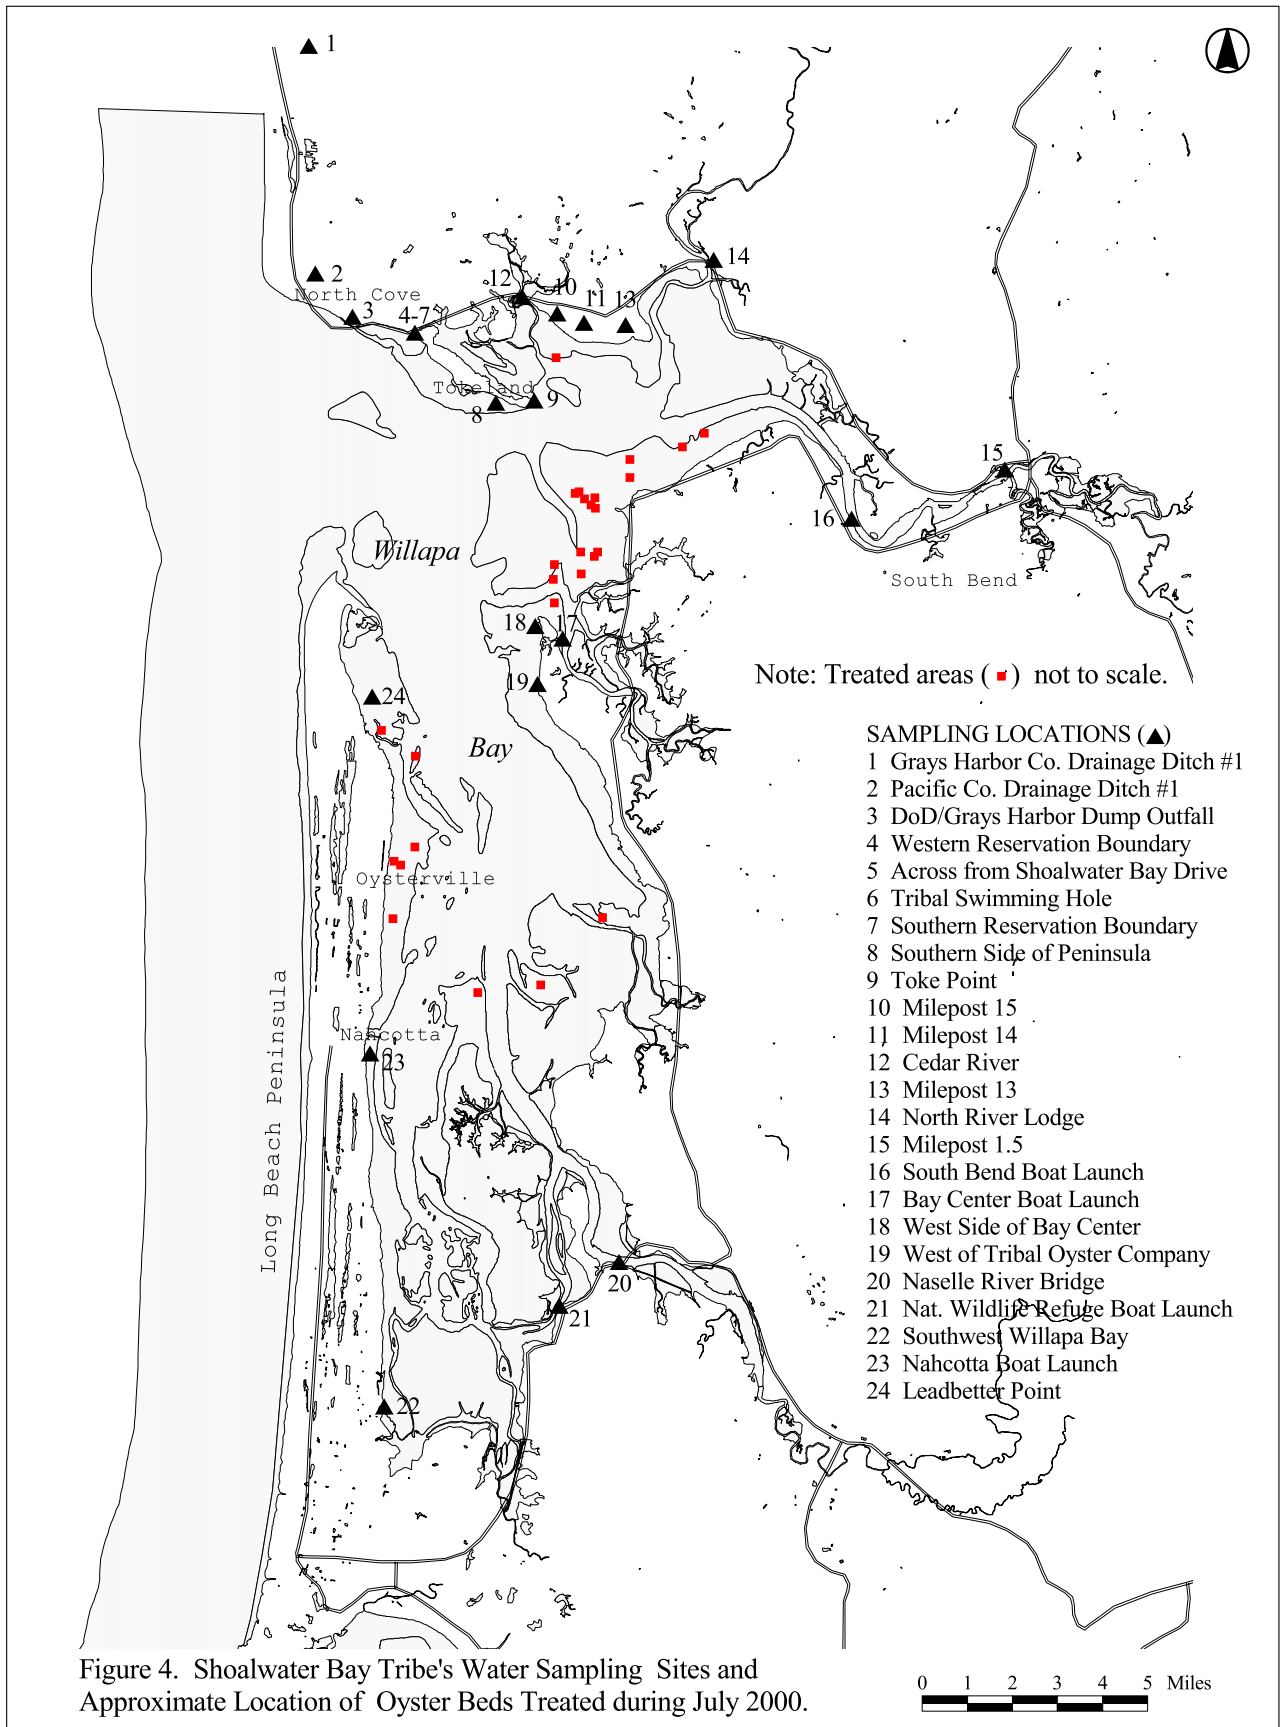 1
2
North Cove
3
4-7
12
10
11
13
14
Tokeland
8
9
15
16
South Bend
Willapa
18
17
19
Note: Treated areas ( ) not to scale.
24
Bay
SAMPLING LOCATIONS (▲)
1 Grays Harbor Co. Drainage Ditch #1
2 Pacific Co. Drainage Ditch #1
3 DoD/Grays Harbor Dump Outfall
4 Western Reservation Boundary
5 Across from Shoalwater Bay Drive
6 Tribal Swimming Hole
7 Southern Reservation Boundary
8 Southern Side of Peninsula
9 Toke Point
10 Milepost 15
11 Milepost 14
12 Cedar River
13 Milepost 13
14 North River Lodge
15 Milepost 1.5
16 South Bend Boat Launch
17 Bay Center Boat Launch
18 West Side of Bay Center
19 West of Tribal Oyster Company
20 Naselle River Bridge
21 Nat. Wildlife Refuge Boat Launch
22 Southwest Willapa Bay
23 Nahcotta Boat Launch
24 Leadbetter Point
Oysterville
Long Beach Peninsula
Nahcotta
23
20
21
22
Figure 4. Shoalwater Bay Tribe's Water Sampling Sites and
Approximate Location of Oyster Beds Treated during July 2000.
0 1 2 3 4 5 Miles